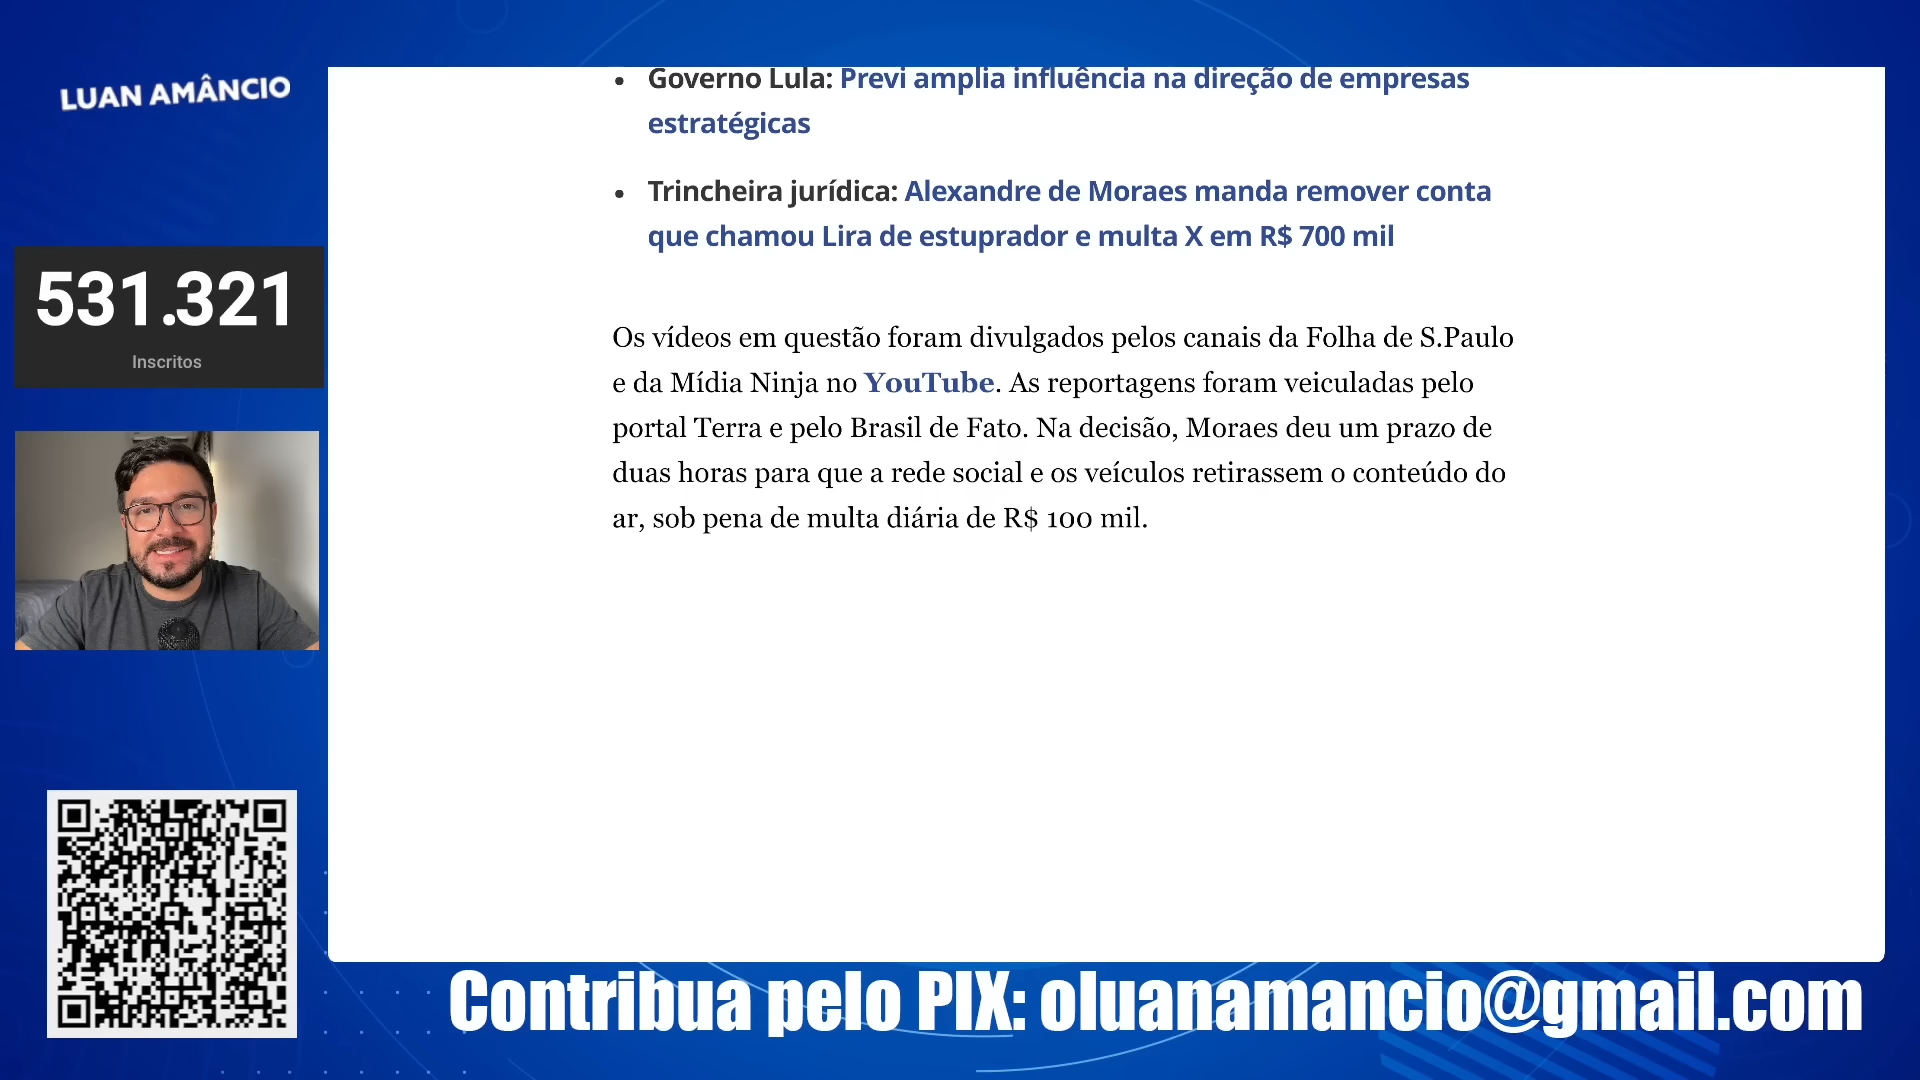 LUAN AMÂNCIO
531.321
Inscritos
• Governo Lula: Previ amplia influência na direção de empresas
estratégicas
• Trincheira jurídica: Alexandre de Moraes manda remover conta
que chamou Lira de estuprador e multa X em R$ 700 mil
Os vídeos em questão foram divulgados pelos canais da Folha de S.Paulo
e da Mídia Ninja no YouTube. As reportagens foram veiculadas pelo
portal Terra e pelo Brasil de Fato. Na decisão, Moraes deu um prazo de
duas horas para que a rede social e os veículos retirassem o conteúdo do
ar, sob pena de multa diária de R$ 100 mil.
Contribua pelo PIX: oluanamancio@gmail.com